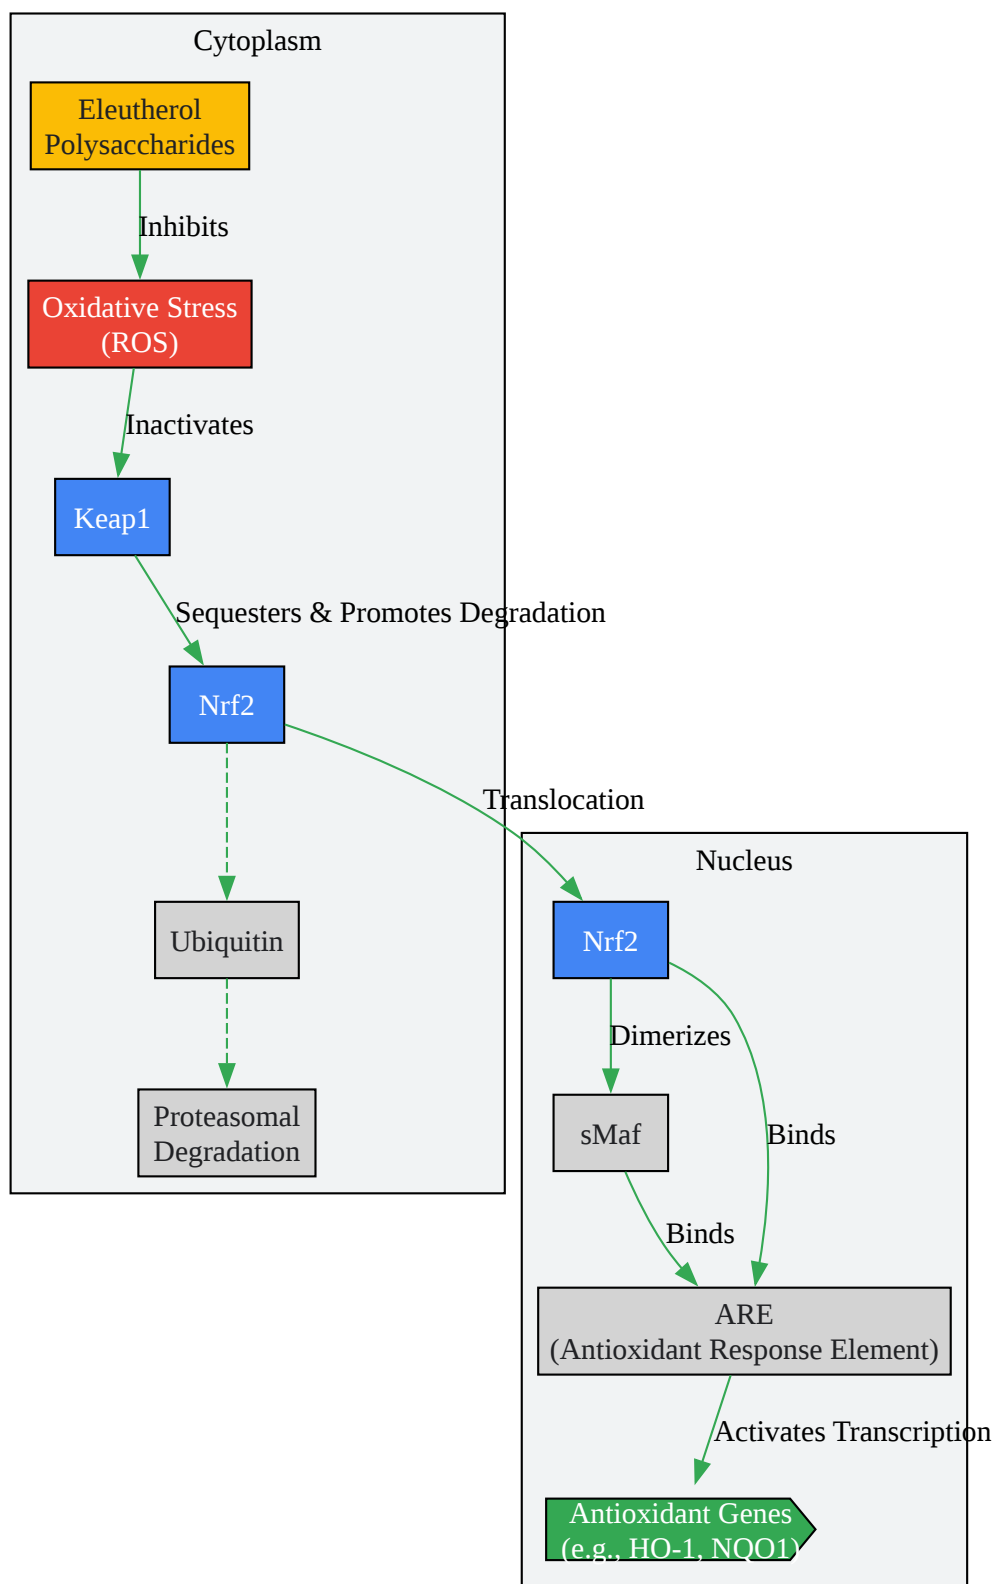 Cytoplasm
Eleutherol
Polysaccharides
Inhibits
Oxidative Stress
(ROS)
Inactivates
Keap1
Sequesters & Promotes Degradation
Nrf2
Translocation
Nucleus
Ubiquitin
Nrf2
Dimerizes
Proteasomal
Degradation
sMaf
Binds
Binds
ARE
(Antioxidant Response Element)
Activates Transcription
Antioxidant Genes
(e.g., HO-1, NQO1)